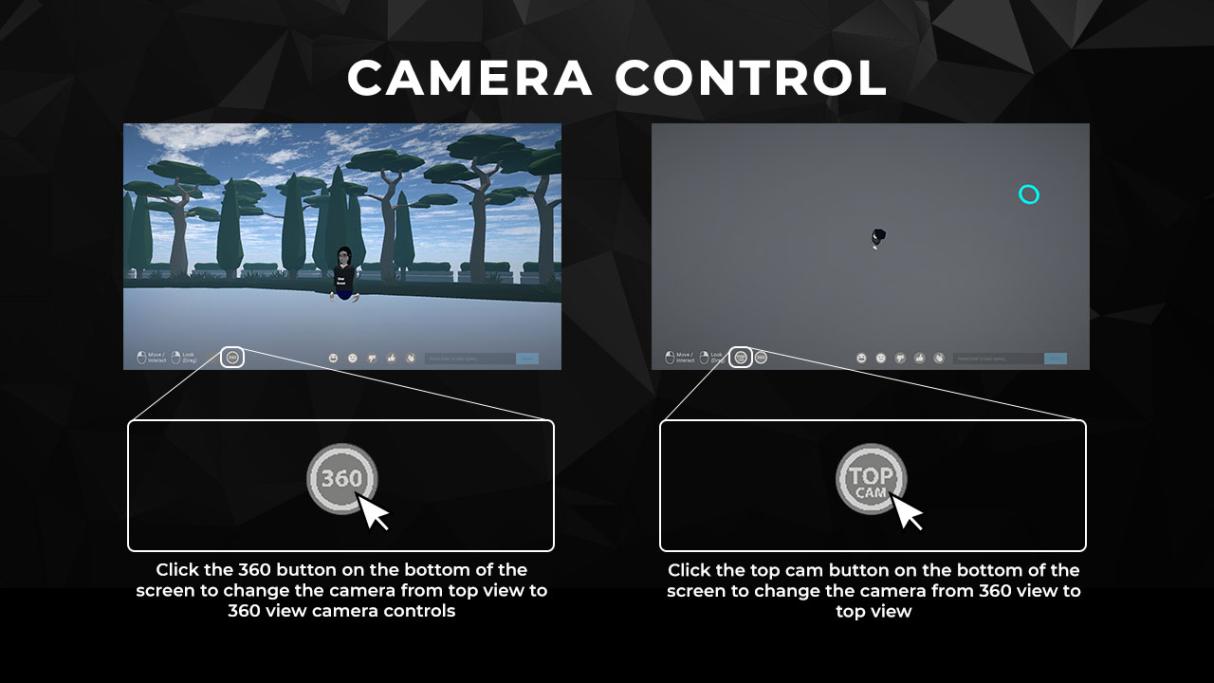 CAMERA CONTROL
Move /
Interact
Look
(Drag)
360
Move /
Interact
Look
(Drag)
360
360
TOP
CAM
Click the 360 button on the bottom of the
screen to change the camera from top view to
360 view camera controls
Click the top cam button on the bottom of the
screen to change the camera from 360 view to
top view